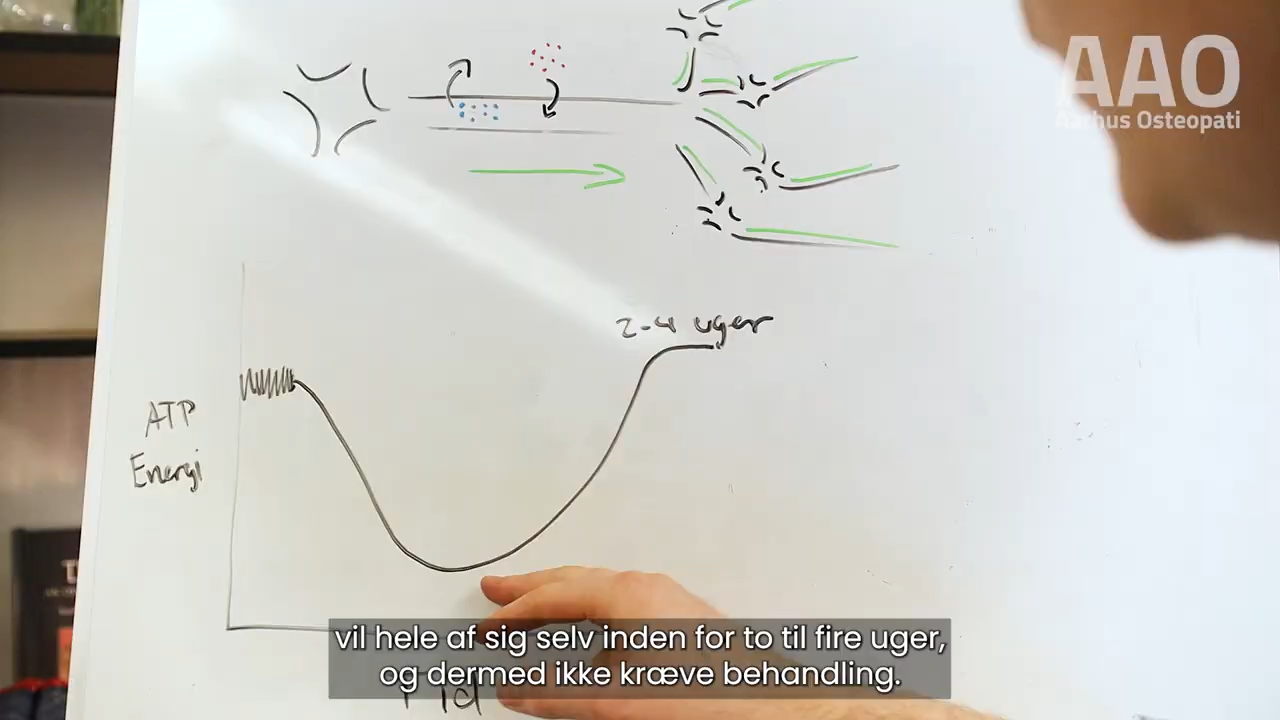 AAO
Aarhus Osteopati
2-4 uger
ATP
Energi
Tid
vil hele af sig selv inden for to til fire uger,
og dermed ikke kræve behandling.